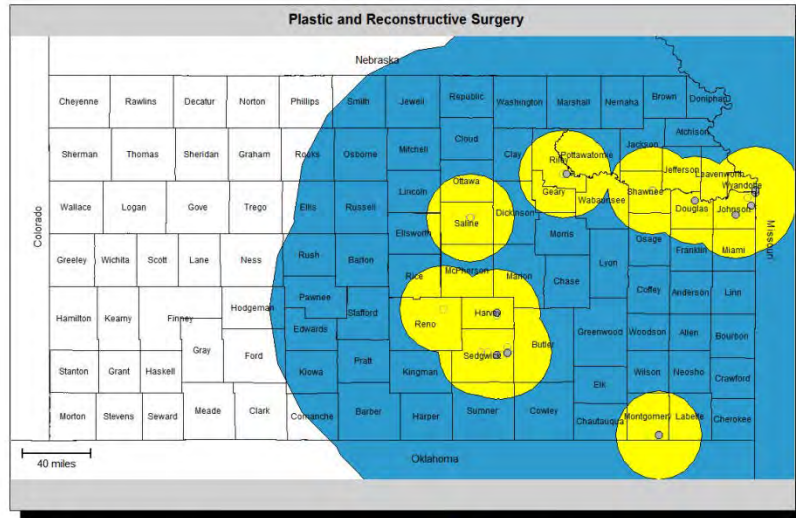 Plastic and Reconstructive Surgery
Nebraska
Cheyenne Rawlins Decatur Norton Phillips Smith Jewell Republic Washington Marshall Nemaha Brown Doniphan
Atchison
Cloud
Sherman Thomas Sheridan Graham Rooks Osborne Mitchell Clay Riley Pottawatomie Jackson Jefferson Leavenworth
Wyandotte
Ottawa
Lincoln
Geary Wabaunsee Shawnee
Wallace Logan Gove Trego Ellis Russell Saline Dickinson Douglas Johnson
Colorado
Missouri
Ellsworth Morris Osage Franklin Miami
Greeley Wichita Scott Lane Ness Rush Barton Rice McPherson Marion Chase Lyon
Coffey Anderson Linn
Pawnee
Hamilton Kearny Finney Hodgeman Stafford Reno Harvey
Edwards
Gray Ford Sedgwick Butler Greenwood Woodson Allen Bourbon
Stanton Grant Haskell Kiowa Pratt Kingman Wilson Neosho Crawford
Elk
Morton Stevens Seward Meade Clark Comanche Barber Harper Sumner Cowley Chautauqua Montgomery Labette Cherokee
Oklahoma
40 miles